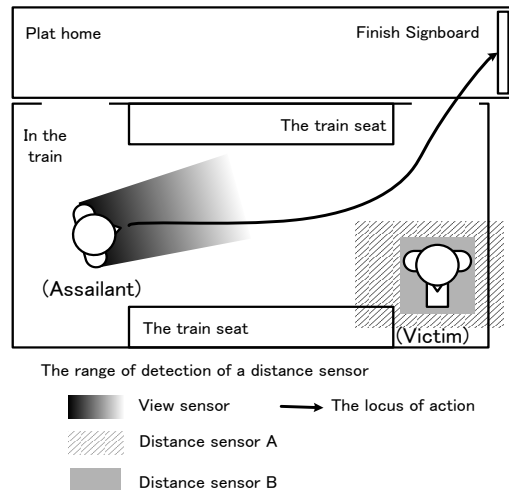 Plat home
Finish Signboard
In the
train
The train seat
(Assailant)
The train seat
(Victim)
The range of detection of a distance sensor
View sensor
The locus of action
Distance sensor A
Distance sensor B